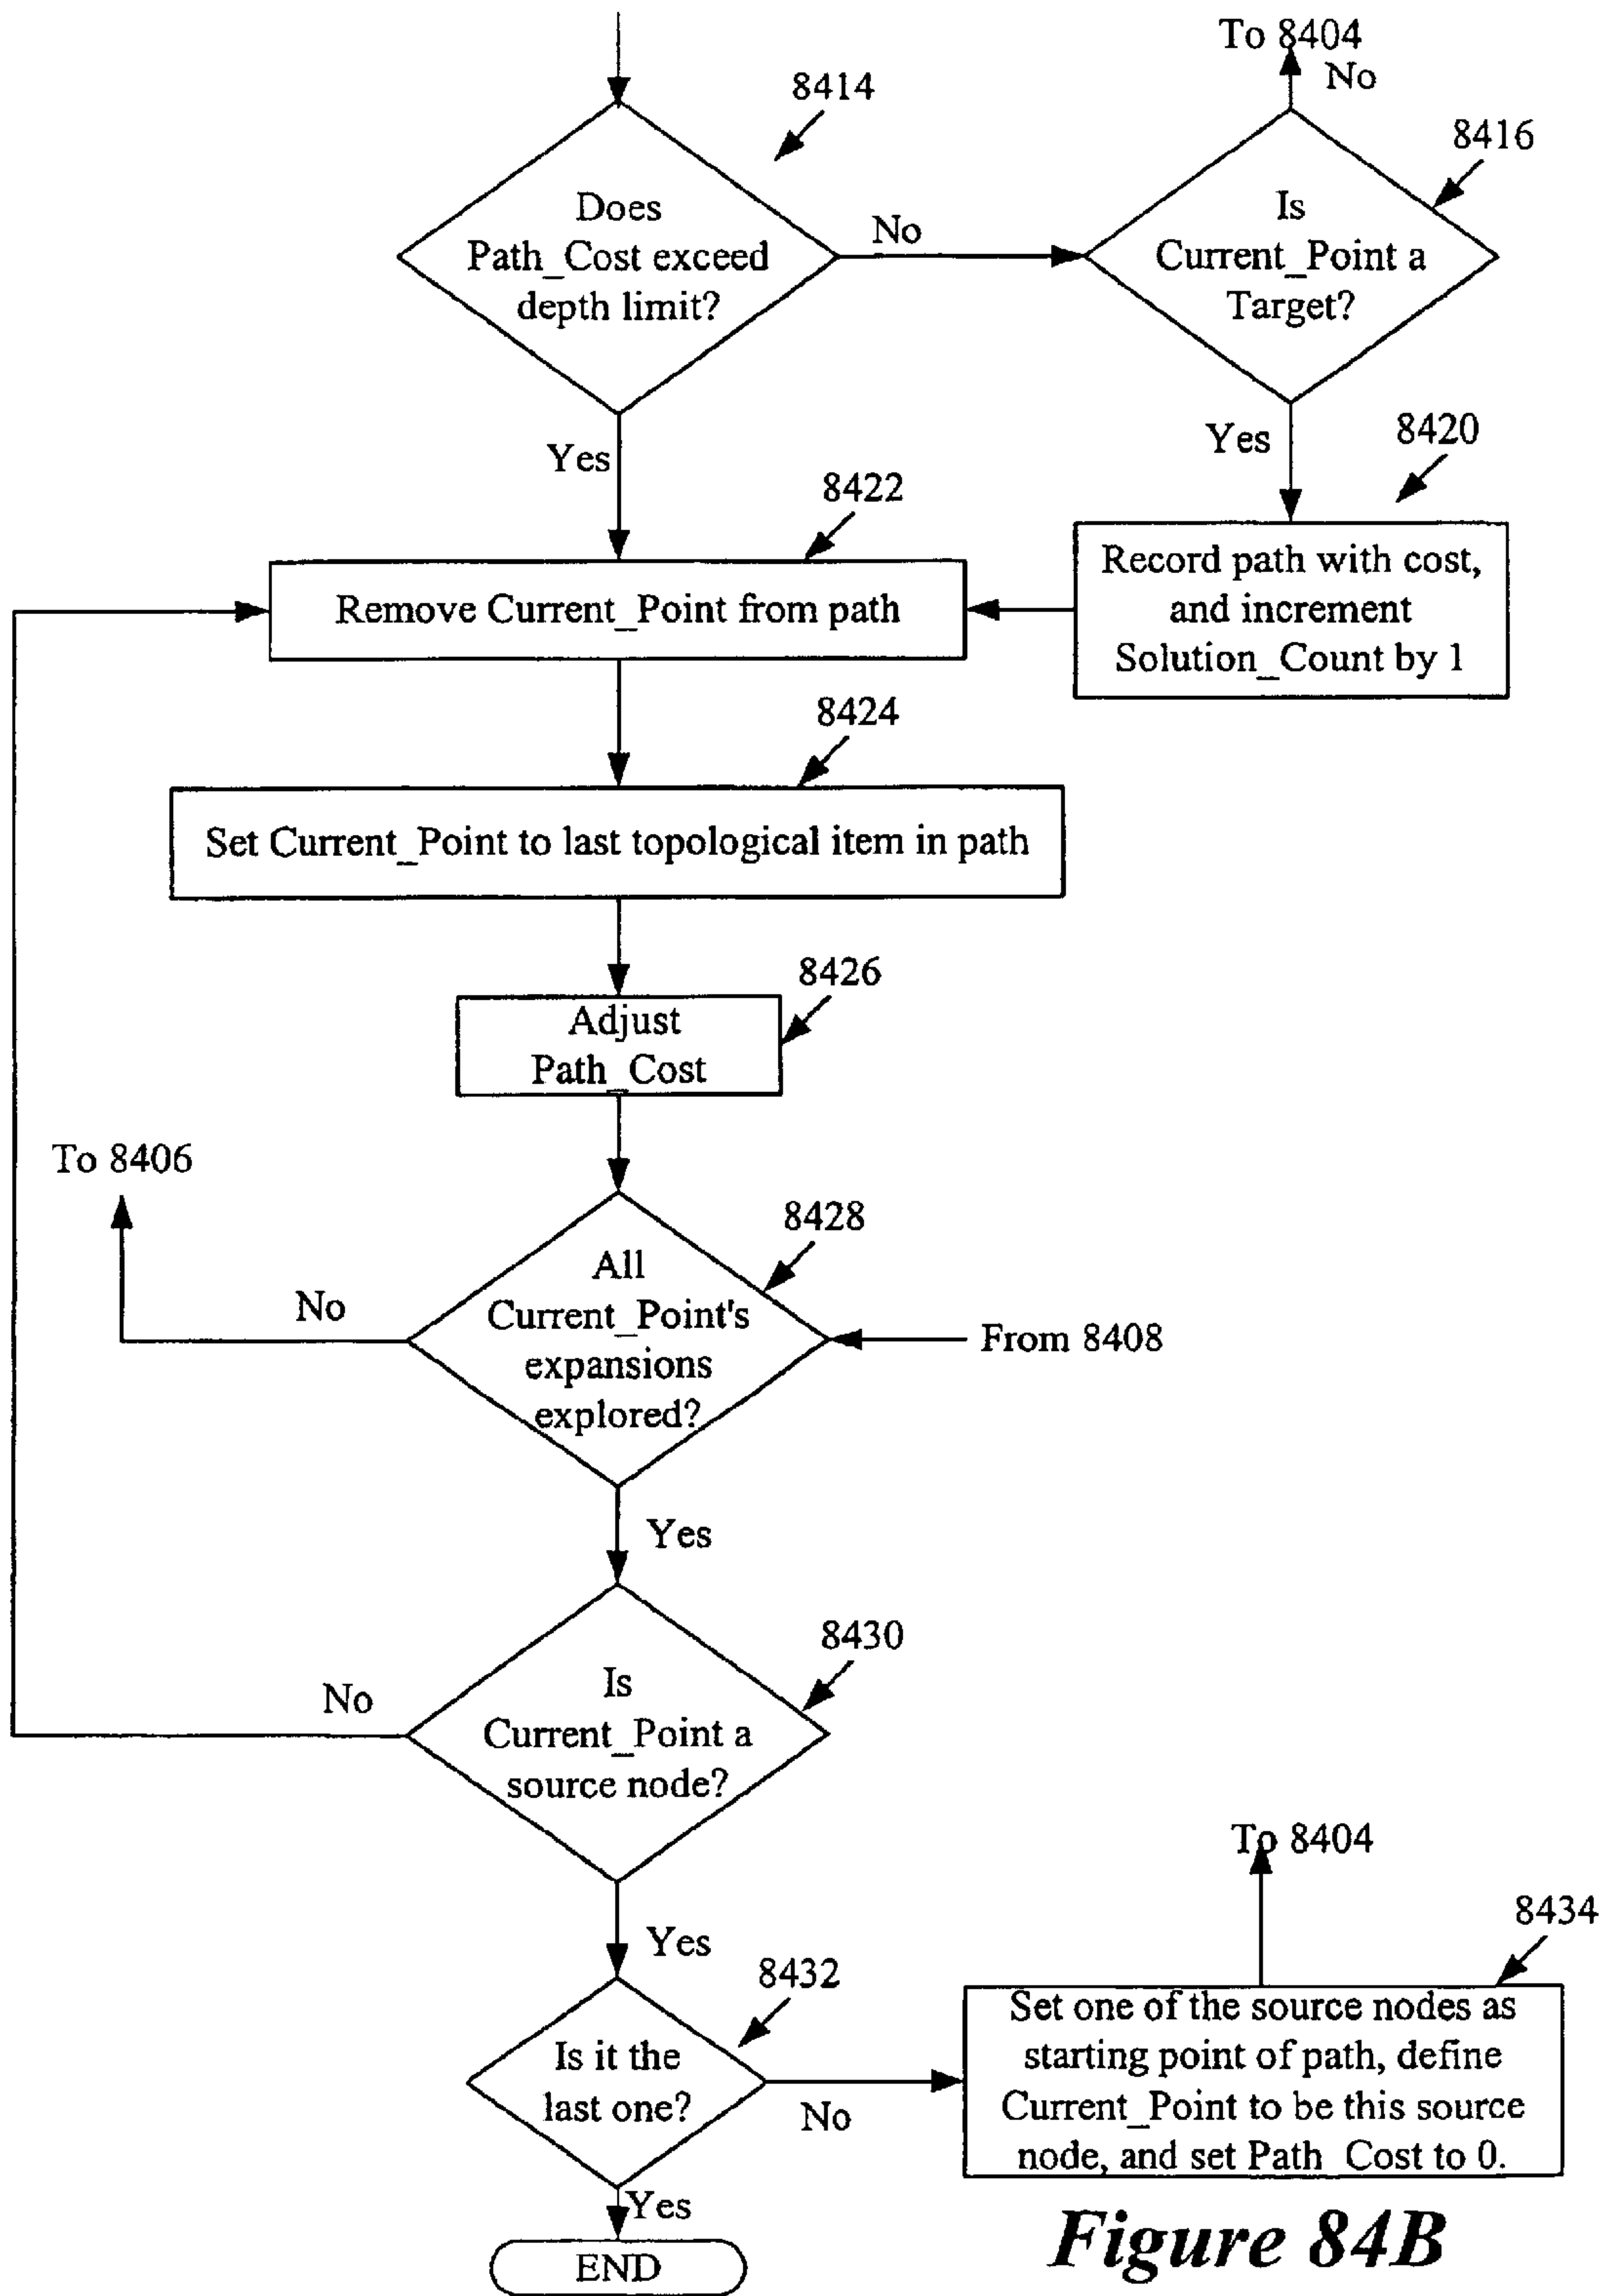 To 8404
No
8414
8416
Does
Path_Cost exceed
depth limit?
No
Is
Current_Point a
Target?
Yes
Yes
8420
8422
Remove Current_Point from path
Record path with cost,
and increment
Solution_Count by 1
8424
Set Current_Point to last topological item in path
8426
Adjust
Path_Cost
To 8406
8428
All
Current_Point's
expansions
explored?
No
From 8408
Yes
8430
Is
Current_Point a
source node?
No
Yes
To 8404
8432
8434
Is it the
last one?
No
Set one of the source nodes as
starting point of path, define
Current_Point to be this source
node, and set Path_Cost to 0.
Yes
END
Figure 84B